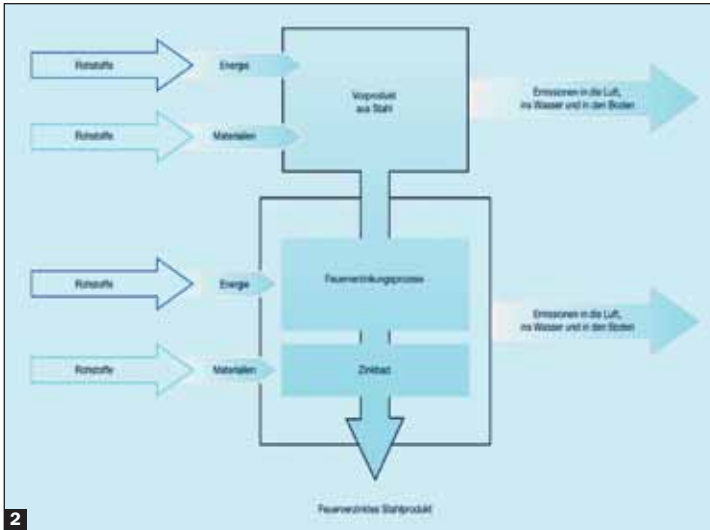 Rohstoffe
Energie
Vorprodukt
aus Stahl
Emissionen in die Luft,
ins Wasser und in den Boden
Rohstoffe
Materialien
Rohstoffe
Energie
Feuerverzinkungsprozess
Emissionen in die Luft,
ins Wasser und in den Boden
Rohstoffe
Materialien
Zinkbad
Feuerverzinktes Stahlprodukt
2